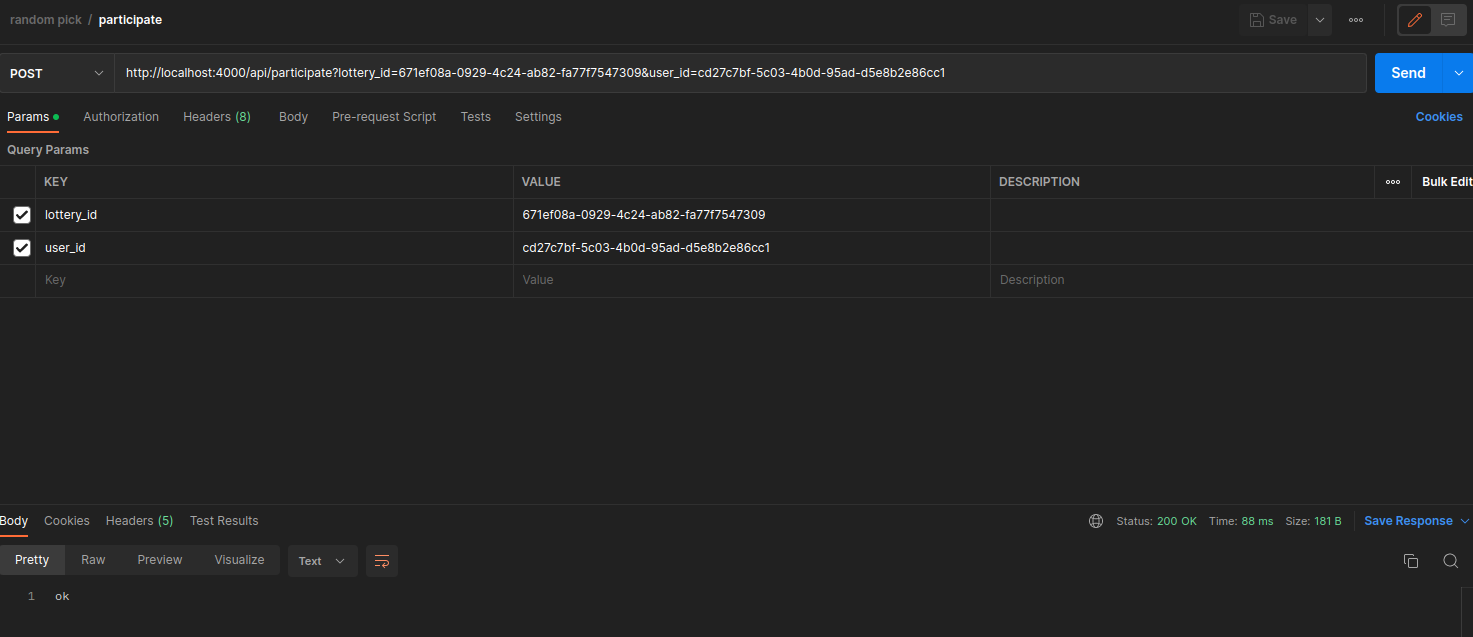 random pick / participate Save
POST http://localhost:4000/api/participate?lottery_id=671ef08a-0929-4c24-ab82-fa77f7547309&user_id=cd27c7bf-5c03-4b0d-95ad-d5e8b2e86cc1 Send
Params Authorization Headers (8) Body Pre-request Script Tests Settings Cookies
Query Params
KEY VALUE DESCRIPTION Bulk Edit
lottery_id 671ef08a-0929-4c24-ab82-fa77f7547309
user_id cd27c7bf-5c03-4b0d-95ad-d5e8b2e86cc1
Key Value Description
Body Cookies Headers (5) Test Results Status: 200 OK Time: 88 ms Size: 181 B Save Response
Pretty Raw Preview Visualize Text
1 ok